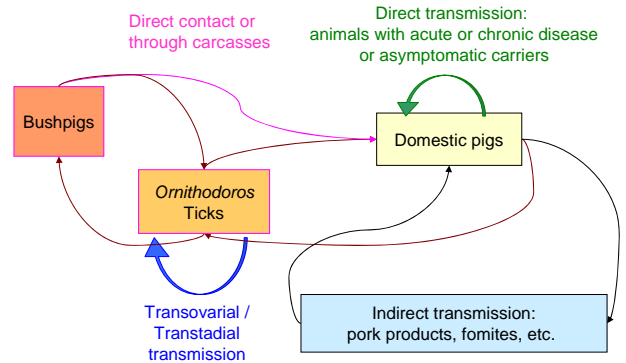 Direct contact or
through carcasses
Direct transmission:
animals with acute or chronic disease
or asymptomatic carriers
Bushpigs
Domestic pigs
Ornithodoros
Ticks
Transovarial /
Transtadial
transmission
Indirect transmission:
pork products, fomites, etc.